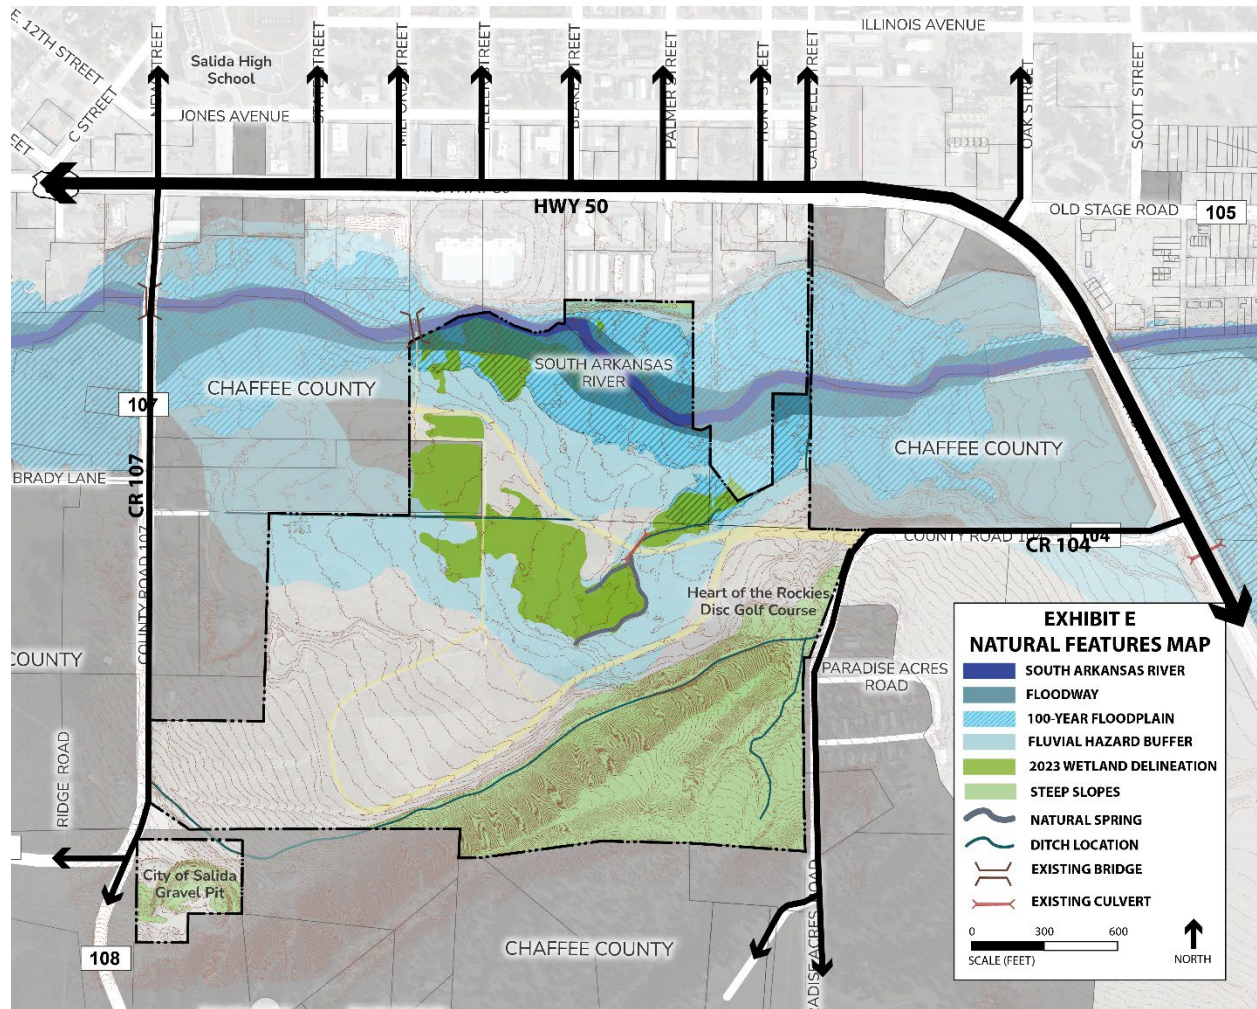 ILLINOIS AVENUE
E. 12TH STREET
C STREET
Salida High
School
JONES AVENUE
PALMER STREET
HUNT STREET
CALDWELL STREET
OAK STREET
SCOTT STREET
HWY 50
OLD STAGE ROAD
105
SOUTH ARKANSAS
RIVER
CHAFFEE COUNTY
107
CHAFFEE COUNTY
BRADY LANE
CR 107
COUNTY ROAD 107
COUNTY ROAD
104
CR 104
Heart of the Rockies
Disc Golf Course
COUNTY
PARADISE ACRES
ROAD
RIDGE ROAD
City of Salida
Gravel Pit
108
CHAFFEE COUNTY
EXHIBIT E
NATURAL FEATURES MAP
SOUTH ARKANSAS RIVER
FLOODWAY
100-YEAR FLOODPLAIN
FLUVIAL HAZARD BUFFER
2023 WETLAND DELINEATION
STEEP SLOPES
NATURAL SPRING
DITCH LOCATION
EXISTING BRIDGE
EXISTING CULVERT
0 300 600
SCALE (FEET)
NORTH